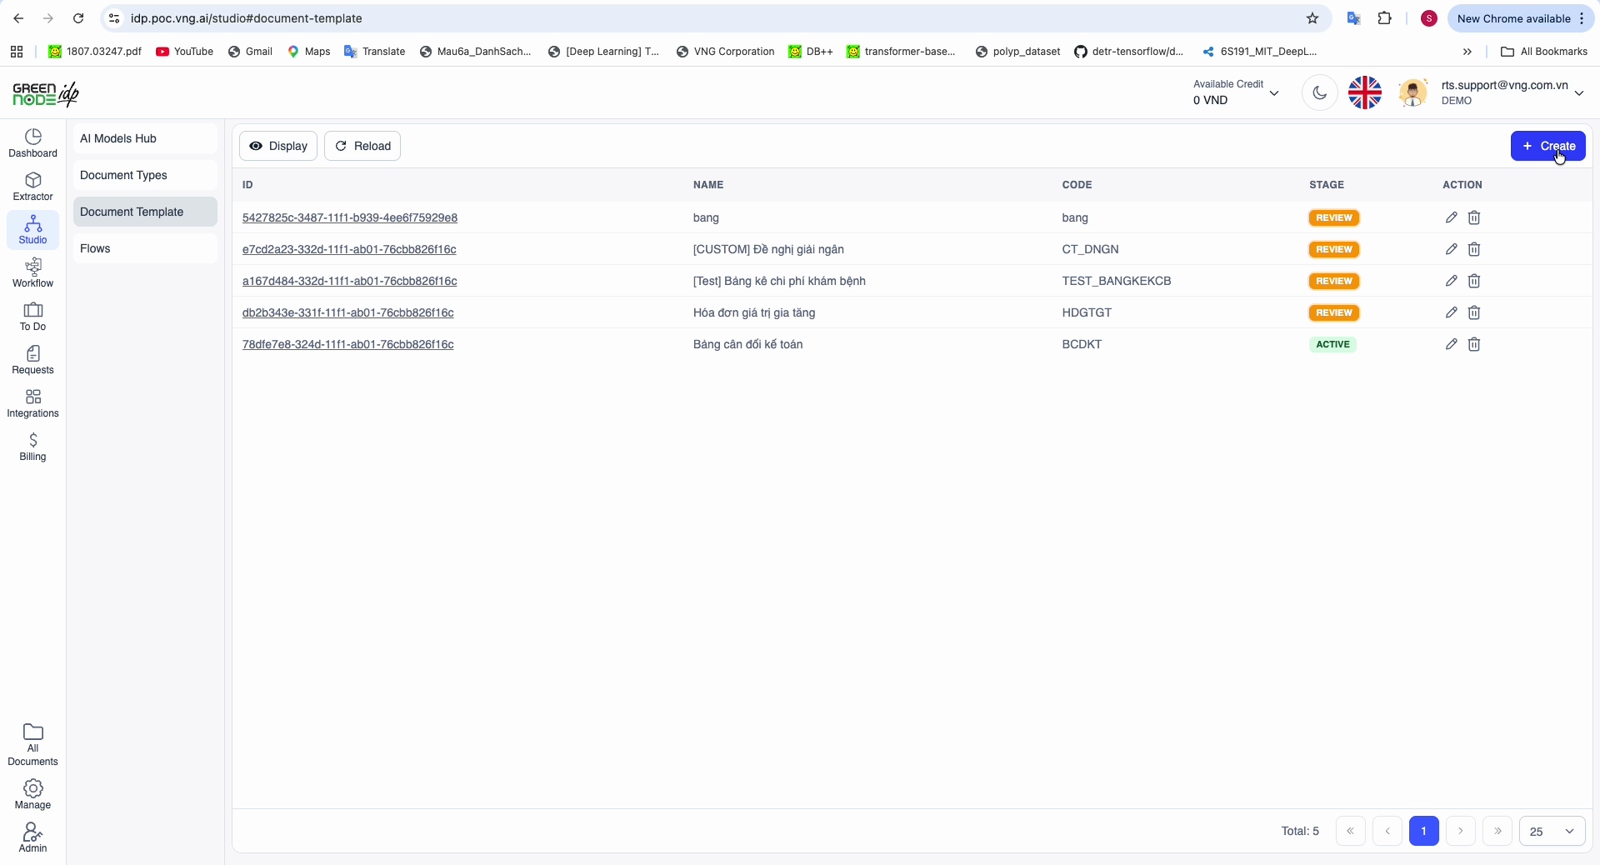 idp.poc.vng.ai/studio#document-template
S
New Chrome available
1807.03247.pdf
YouTube
Gmail
Maps
Translate
Mau6a_DanhSach...
[Deep Learning] T...
VNG Corporation
DB++
transformer-base...
polyp_dataset
detr-tensorflow/d...
6S191_MIT_DeepL...
»
All Bookmarks
GREEN NODE idp
Available Credit
0 VND
rts.support@vng.com.vn
DEMO
Dashboard
Extractor
Studio
Workflow
To Do
Requests
Integrations
Billing
All Documents
Manage
Admin
AI Models Hub
Document Types
Document Template
Flows
Display
Reload
+ Create
ID NAME CODE STAGE ACTION
5427825c-3487-11f1-b939-4ee6f75929e8 bang bang REVIEW
e7cd2a23-332d-11f1-ab01-76cbb826f16c [CUSTOM] Đề nghị giải ngân CT_DNGN REVIEW
a167d484-332d-11f1-ab01-76cbb826f16c [Test] Bảng kê chi phí khám bệnh TEST_BANGKEKCB REVIEW
db2b343e-331f-11f1-ab01-76cbb826f16c Hóa đơn giá trị gia tăng HDGTGT REVIEW
78dfe7e8-324d-11f1-ab01-76cbb826f16c Bảng cân đối kế toán BCDKT ACTIVE
Total: 5 « ‹ 1 › » 25